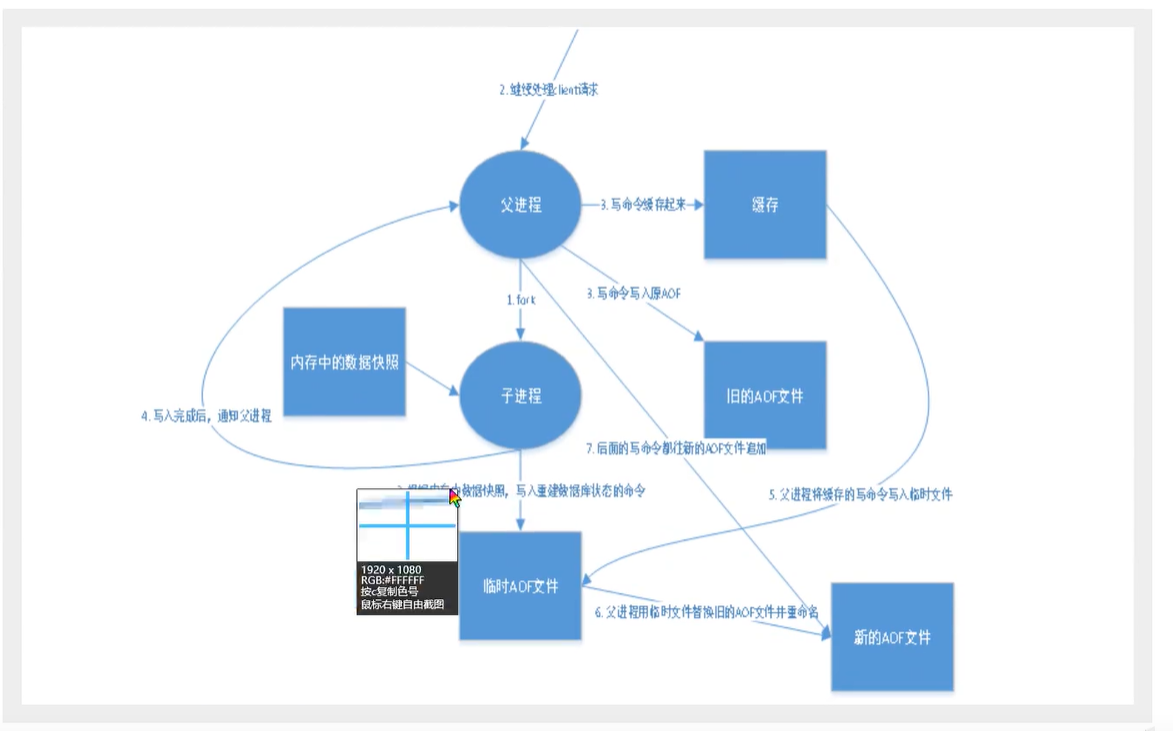 2.继续处理client请求
父进程
3.写命令缓存起来
缓存
1.fork
3.写命令写入原AOF
内存中的数据快照
子进程
旧的AOF文件
4.写入完成后，通知父进程
7.后面的写命令都往新的AOF文件追加
数据快照，写入重建数据库状态的命令
5.父进程将缓存的写命令写入临时文件
1920 x 1080
RGB:#FFFFFF
按c复制色号
鼠标右键自由截图
临时AOF文件
6.父进程用临时文件替换旧的AOF文件并重命名
新的AOF文件